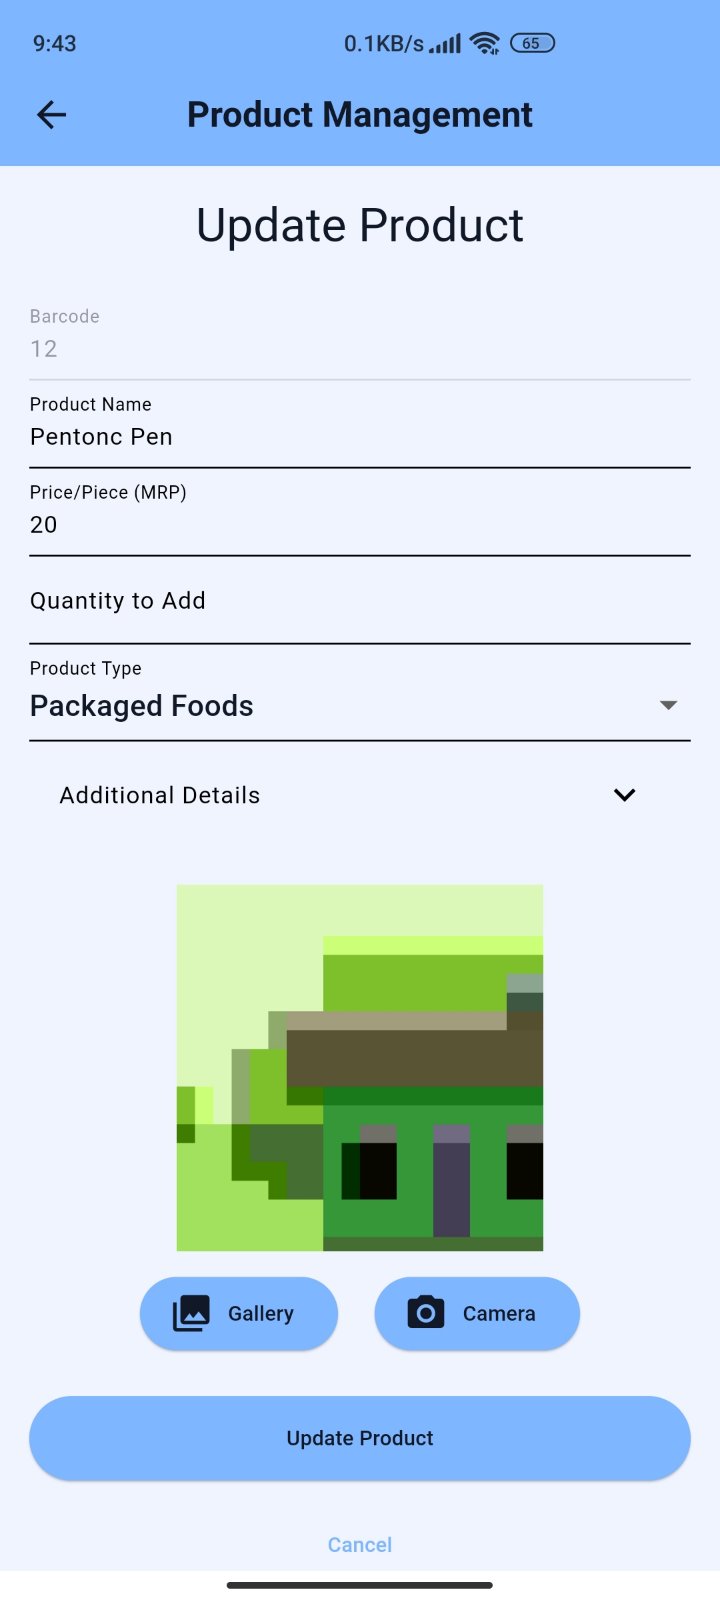 9:43
0.1KB/s
65
Product Management
Update Product
Barcode
12
Product Name
Pentonc Pen
Price/Piece (MRP)
20
Quantity to Add
Product Type
Packaged Foods
Additional Details
Gallery
Camera
Update Product
Cancel